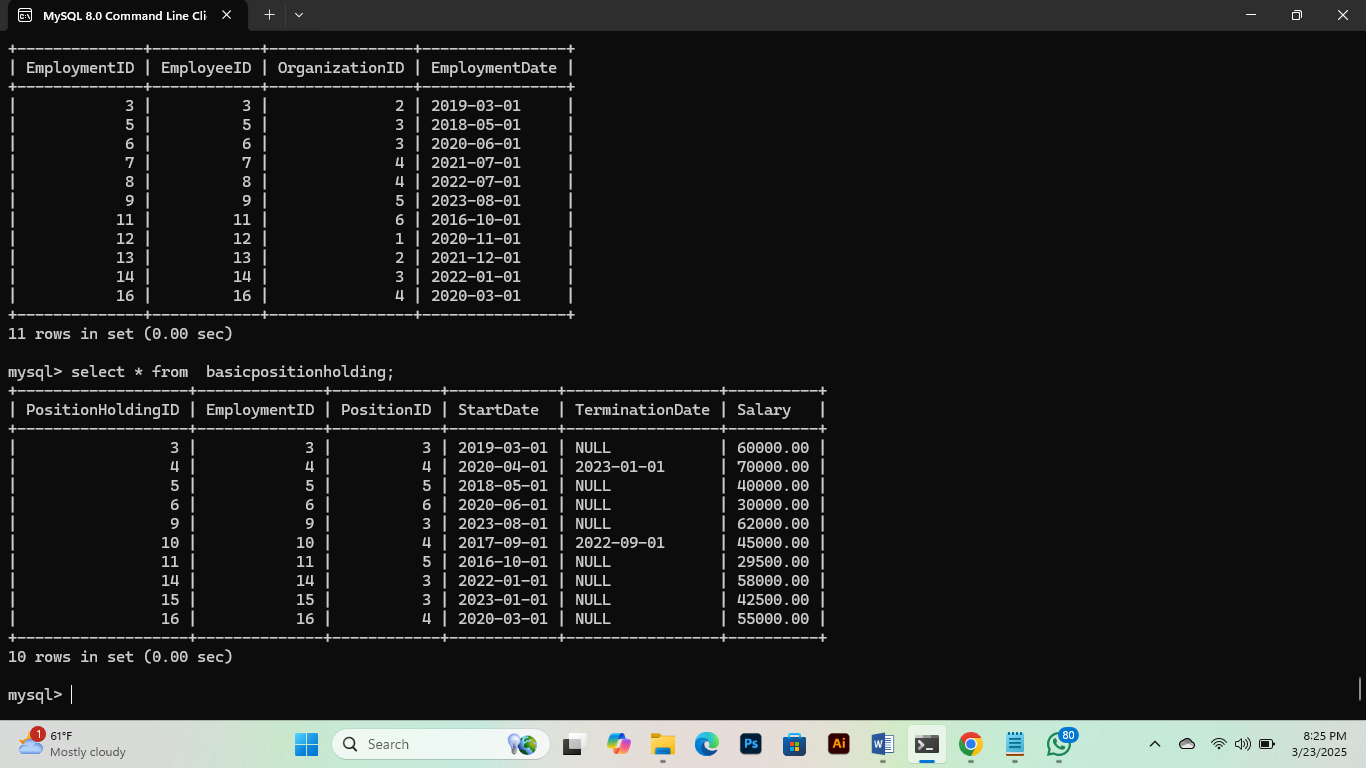 MySQL 8.0 Command Line Cli
+--------------+------------+----------------+----------------+
| EmploymentID | EmployeeID | OrganizationID | EmploymentDate |
+--------------+------------+----------------+----------------+
|            3 |          3 |              2 | 2019-03-01     |
|            5 |          5 |              3 | 2018-05-01     |
|            6 |          6 |              3 | 2020-06-01     |
|            7 |          7 |              4 | 2021-07-01     |
|            8 |          8 |              4 | 2022-07-01     |
|            9 |          9 |              5 | 2023-08-01     |
|           11 |         11 |              6 | 2016-10-01     |
|           12 |         12 |              1 | 2020-11-01     |
|           13 |         13 |              2 | 2021-12-01     |
|           14 |         14 |              3 | 2022-01-01     |
|           16 |         16 |              4 | 2020-03-01     |
+--------------+------------+----------------+----------------+
11 rows in set (0.00 sec)
mysql> select * from  basicpositionholding;
+-------------------+--------------+------------+------------+-----------------+----------+
| PositionHoldingID | EmploymentID | PositionID | StartDate  | TerminationDate | Salary   |
+-------------------+--------------+------------+------------+-----------------+----------+
|                 3 |            3 |          3 | 2019-03-01 | NULL            | 60000.00 |
|                 4 |            4 |          4 | 2020-04-01 | 2023-01-01      | 70000.00 |
|                 5 |            5 |          5 | 2018-05-01 | NULL            | 40000.00 |
|                 6 |            6 |          6 | 2020-06-01 | NULL            | 30000.00 |
|                 9 |            9 |          3 | 2023-08-01 | NULL            | 62000.00 |
|                10 |           10 |          4 | 2017-09-01 | 2022-09-01      | 45000.00 |
|                11 |           11 |          5 | 2016-10-01 | NULL            | 29500.00 |
|                14 |           14 |          3 | 2022-01-01 | NULL            | 58000.00 |
|                15 |           15 |          3 | 2023-01-01 | NULL            | 42500.00 |
|                16 |           16 |          4 | 2020-03-01 | NULL            | 55000.00 |
+-------------------+--------------+------------+------------+-----------------+----------+
10 rows in set (0.00 sec)
mysql>
1
61°F
Mostly cloudy
Search
Ps
Ai
W
80
8:25 PM
3/23/2025